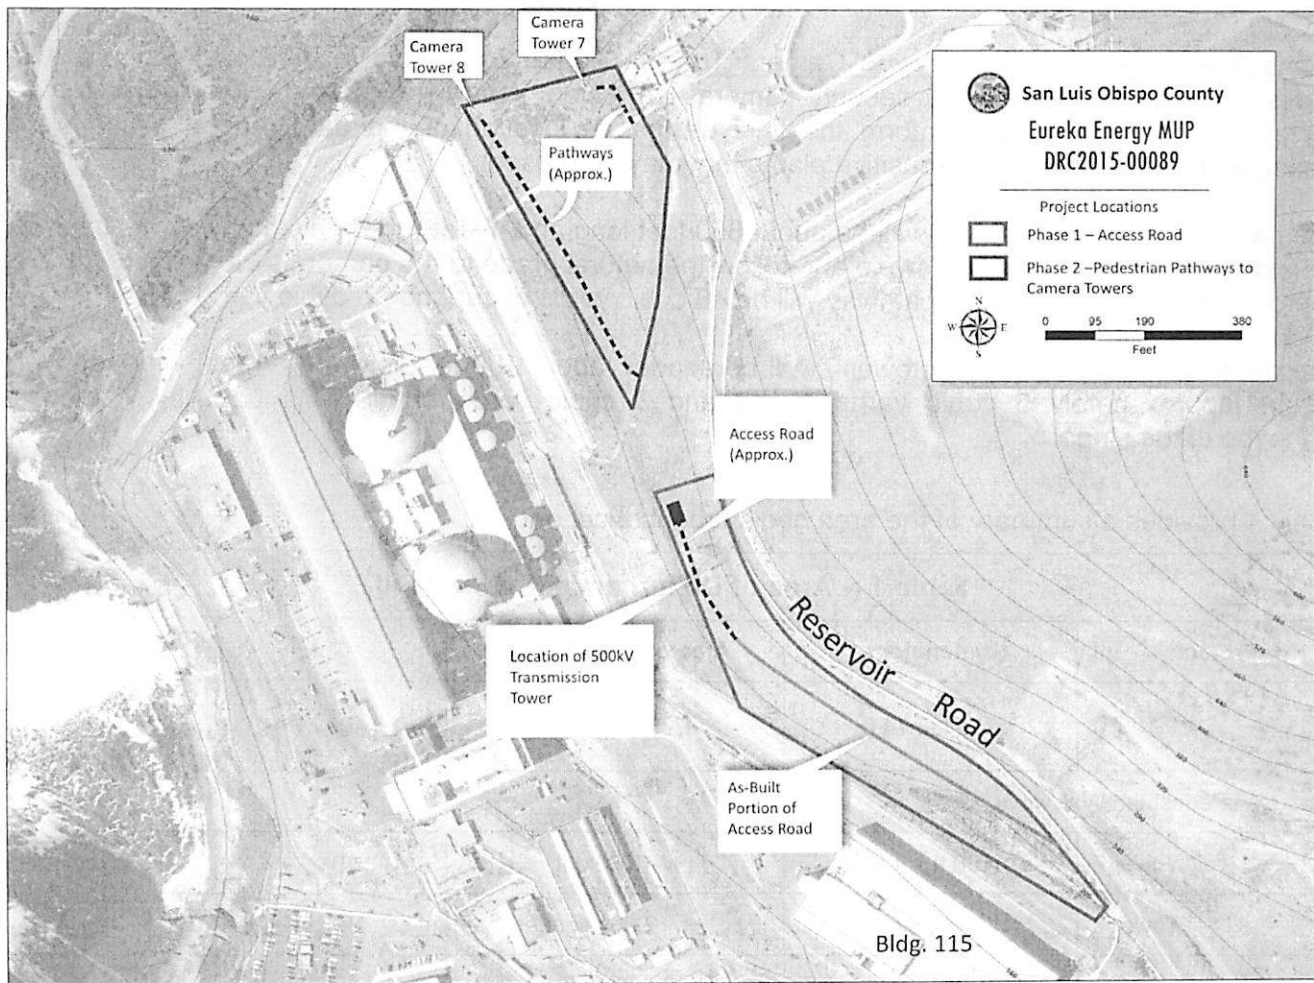 Camera
Tower 7
Camera
Tower 8
Pathways
(Approx.)
San Luis Obispo County
Eureka Energy MUP
DRC2015-00089
Project Locations
Phase 1 – Access Road
Phase 2 –Pedestrian Pathways to
Camera Towers
N
W
E
S
0 95 190 380
Feet
Access Road
(Approx.)
Location of 500kV
Transmission
Tower
Reservoir Road
As-Built
Portion of
Access Road
Bldg. 115